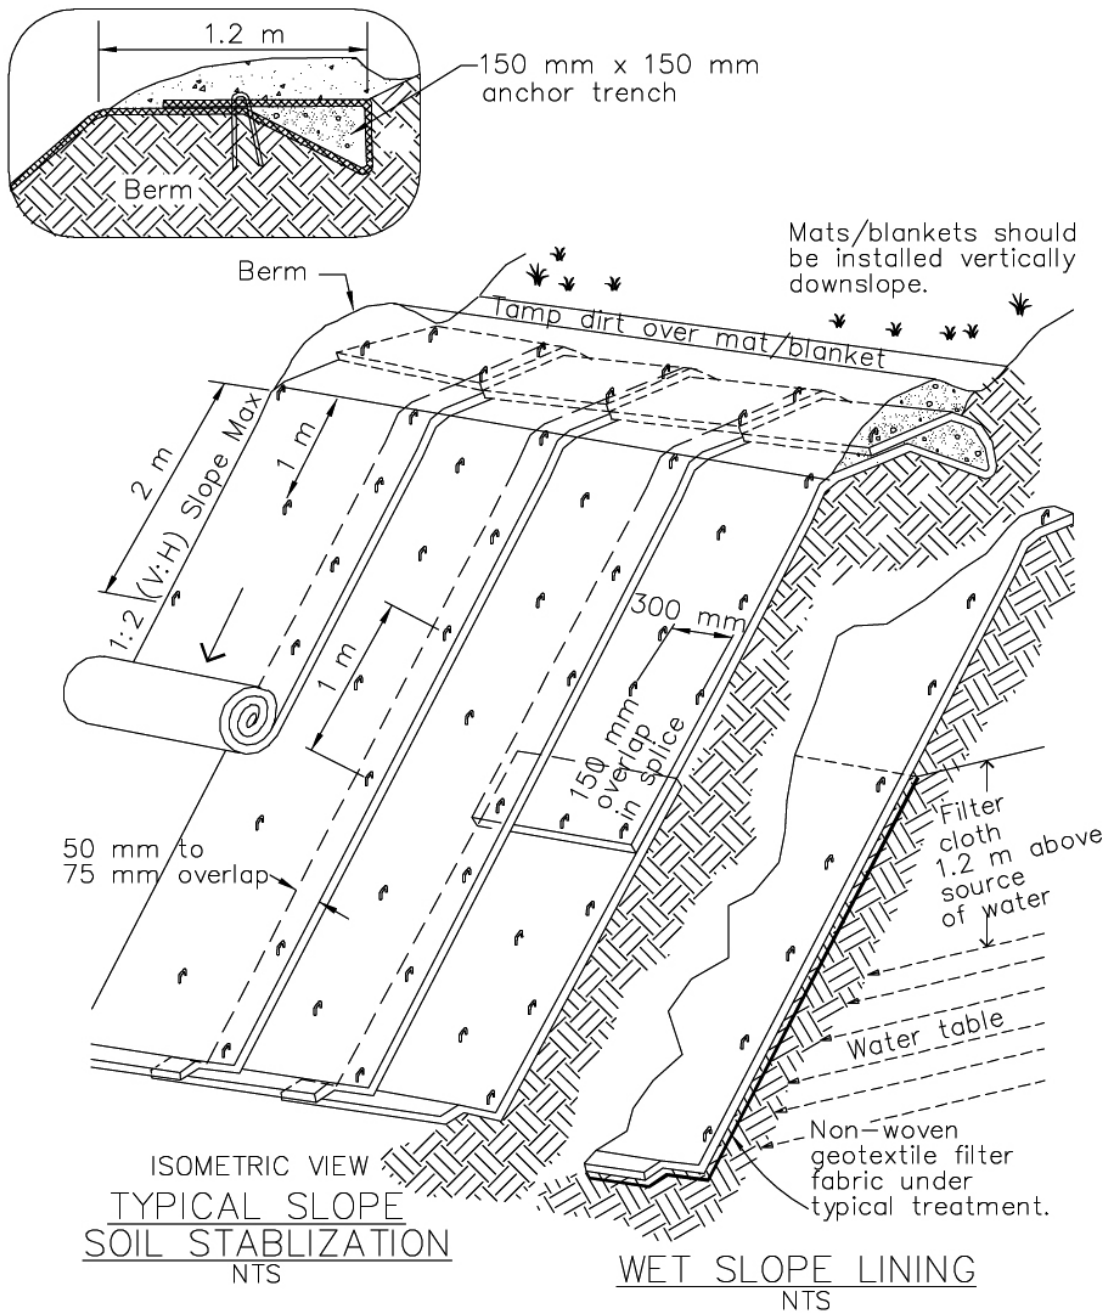 1.2 m
150 mm x 150 mm
anchor trench
Berm
Mats/blankets should
be installed vertically
downslope.
Berm
Tamp dirt over mat/blanket
2 m
1:2 (V:H) Slope Max
1 m
300 mm
1 m
150 mm
overlap
in splice
50 mm to
75 mm overlap
Filter
cloth
1.2 m above
source
of water
Water table
Non-woven
geotextile filter
fabric under
typical treatment.
ISOMETRIC VIEW
TYPICAL SLOPE
SOIL STABLIZATION
NTS
WET SLOPE LINING
NTS